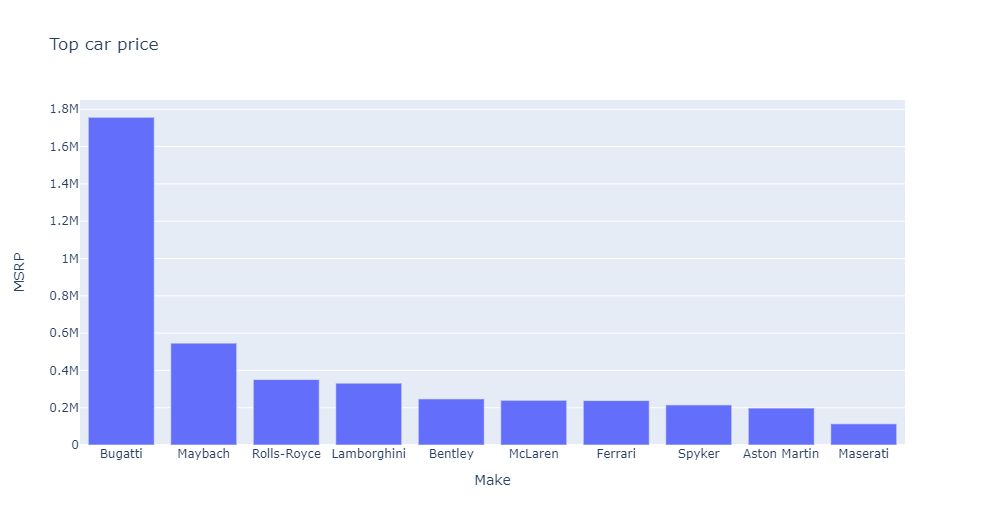 Top car price
1.8M
1.6M
1.4M
1.2M
1M
0.8M
0.6M
0.4M
0.2M
0
MSRP
Bugatti Maybach Rolls-Royce Lamborghini Bentley McLaren Ferrari Spyker Aston Martin Maserati
Make